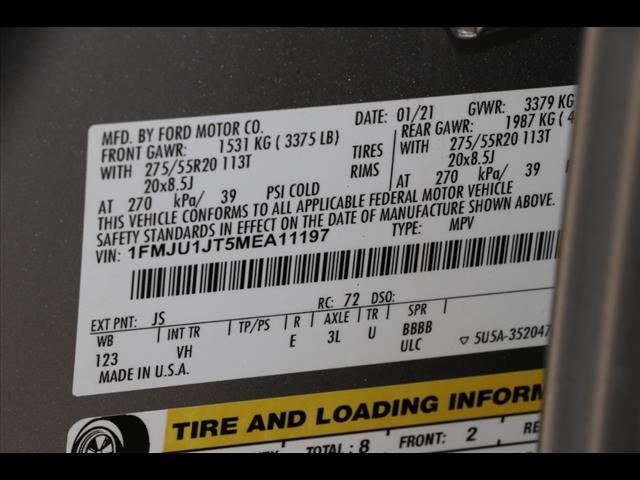 MFD. BY FORD MOTOR CO. DATE: 01/21 GVWR: 3379 KG
FRONT GAWR: 1531 KG ( 3375 LB) REAR GAWR: 1987 KG ( 4
WITH 275/55R20 113T TIRES WITH 275/55R20 113T
20x8.5J RIMS 20x8.5J
AT 270 kPa/ 39 PSI COLD AT 270 kPa/ 39
THIS VEHICLE CONFORMS TO ALL APPLICABLE FEDERAL MOTOR VEHICLE
SAFETY STANDARDS IN EFFECT ON THE DATE OF MANUFACTURE SHOWN ABOVE.
VIN: 1FMJU1JT5MEA11197 TYPE: MPV
EXT PNT: JS RC: 72 DSO:
WB INT TR TP/PS R AXLE TR SPR
123 VH E 3L U BBBB
ULC ▽ 5U5A-352047
MADE IN U.S.A.
TIRE AND LOADING INFORM
TOTAL : 8 FRONT: 2 RE